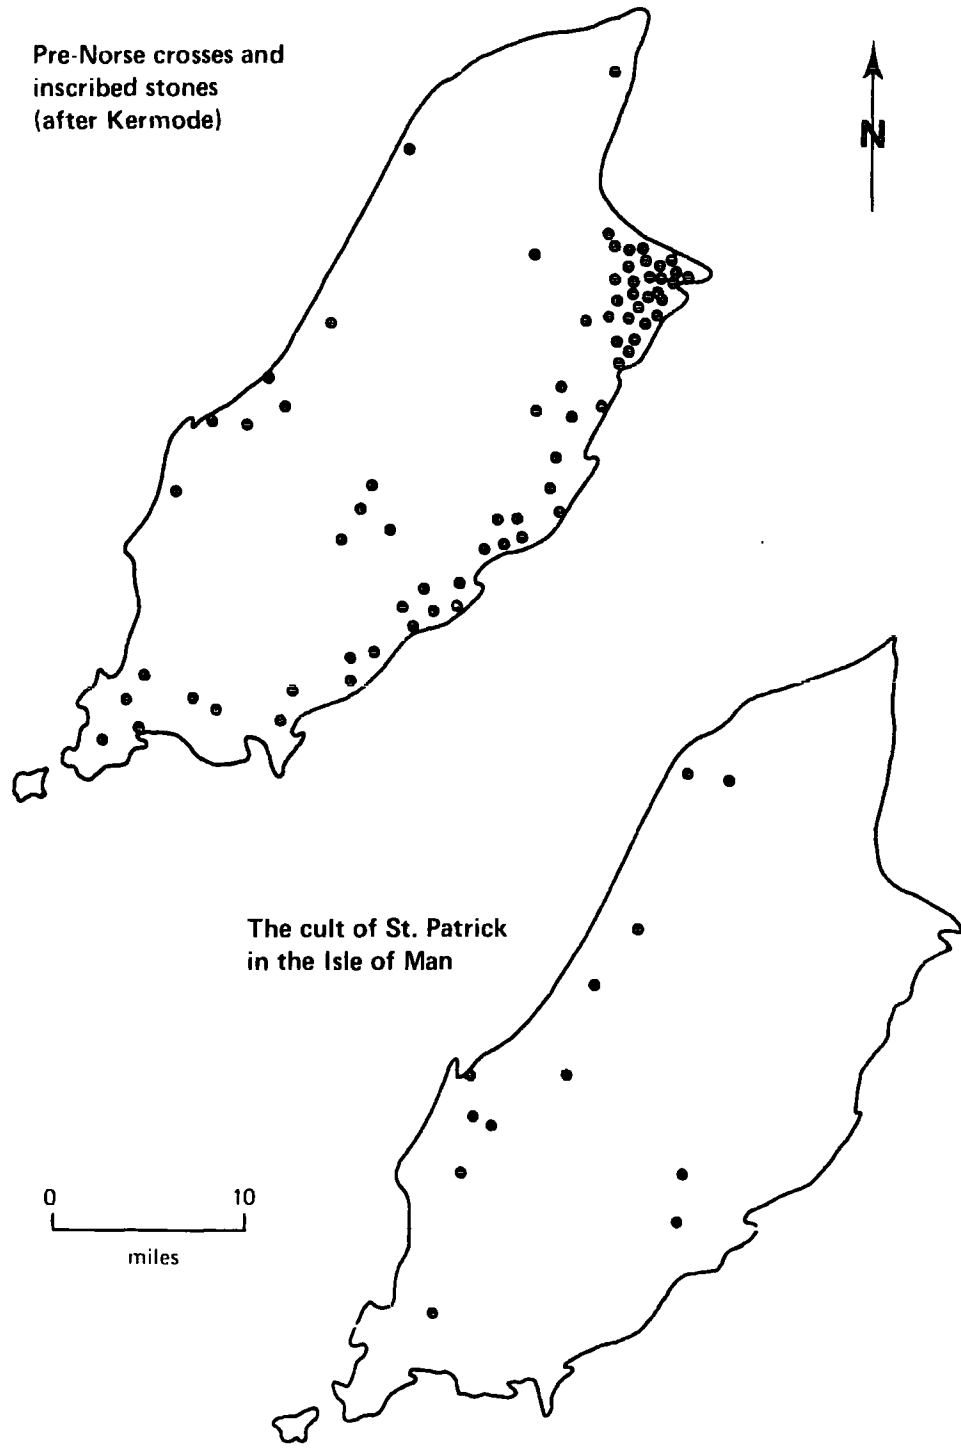 Pre-Norse crosses and
inscribed stones
(after Kermode)
N
The cult of St. Patrick
in the Isle of Man
0 10
miles